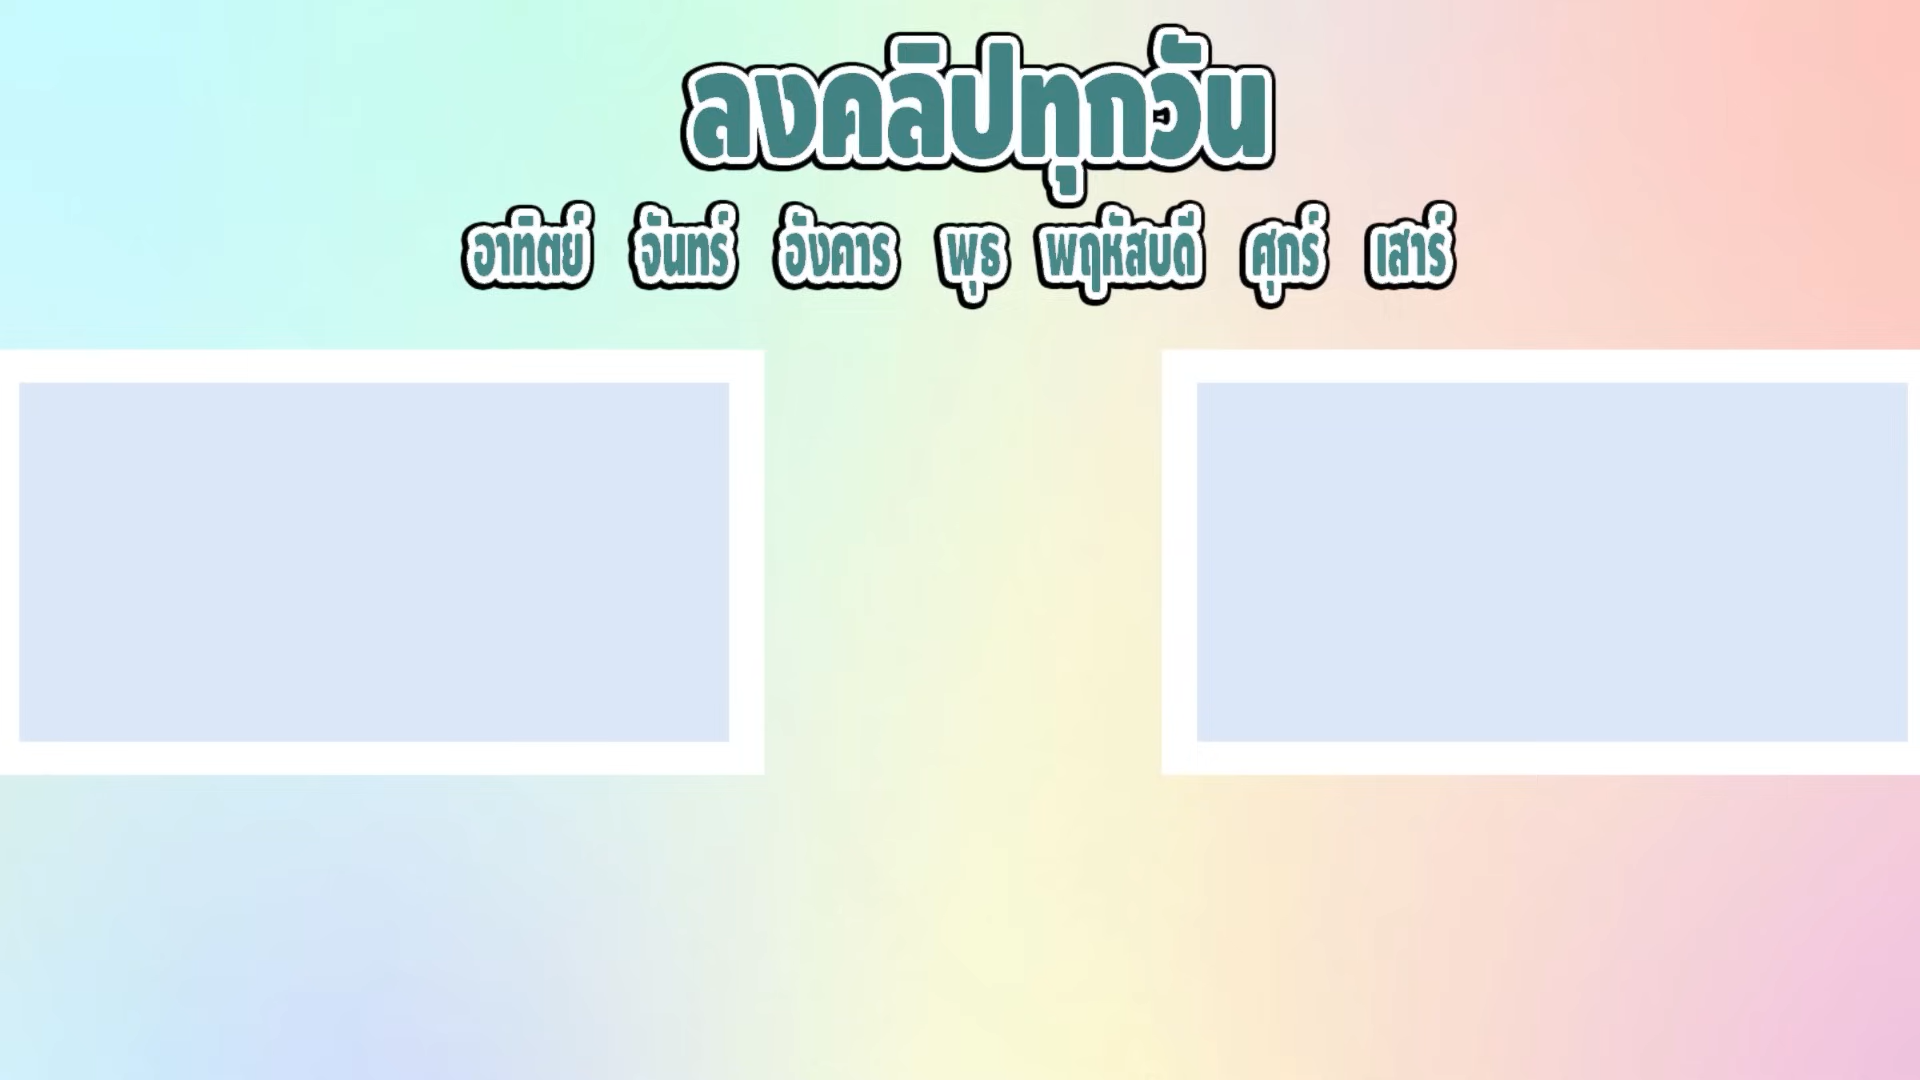 ลงคลิปทุกวัน
อาทิตย์ จันทร์ อังคาร พุธ พฤหัสบดี ศุกร์ เสาร์